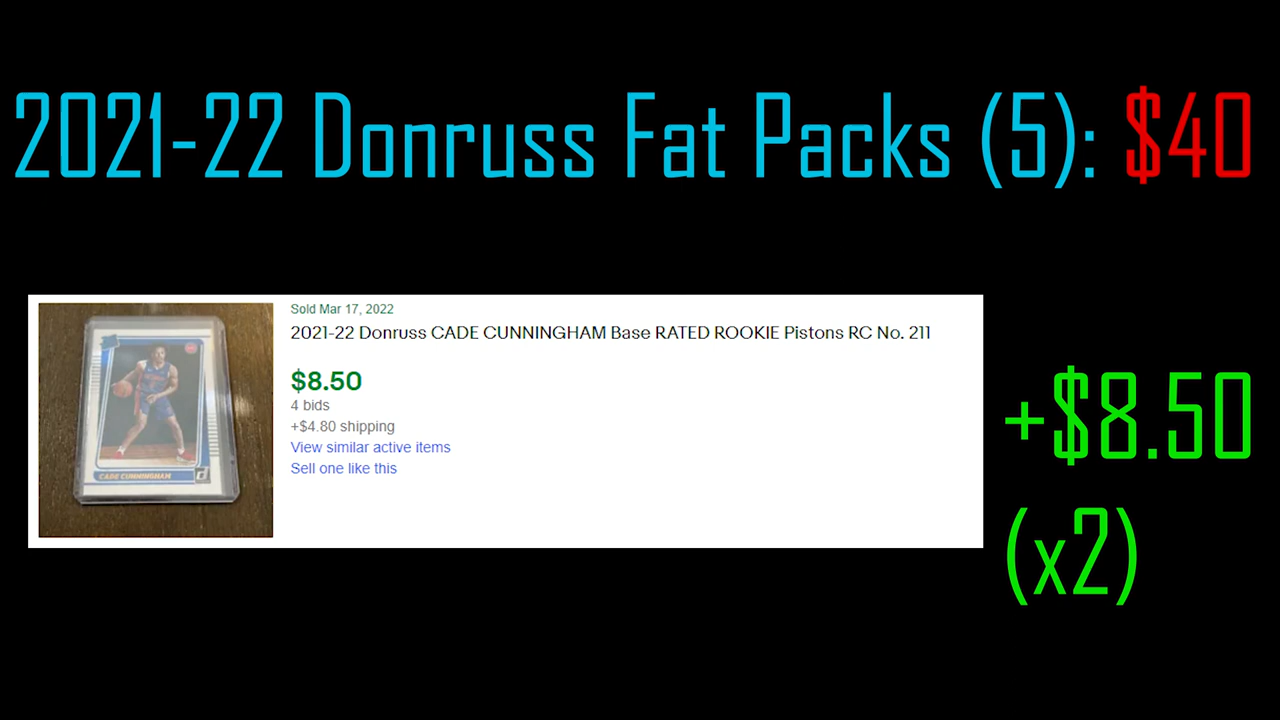 2021-22 Donruss Fat Packs (5): $40
Sold Mar 17, 2022
2021-22 Donruss CADE CUNNINGHAM Base RATED ROOKIE Pistons RC No. 211
$8.50
4 bids
+$4.80 shipping
View similar active items
Sell one like this
CADE CUNNINGHAM
+$8.50
(x2)